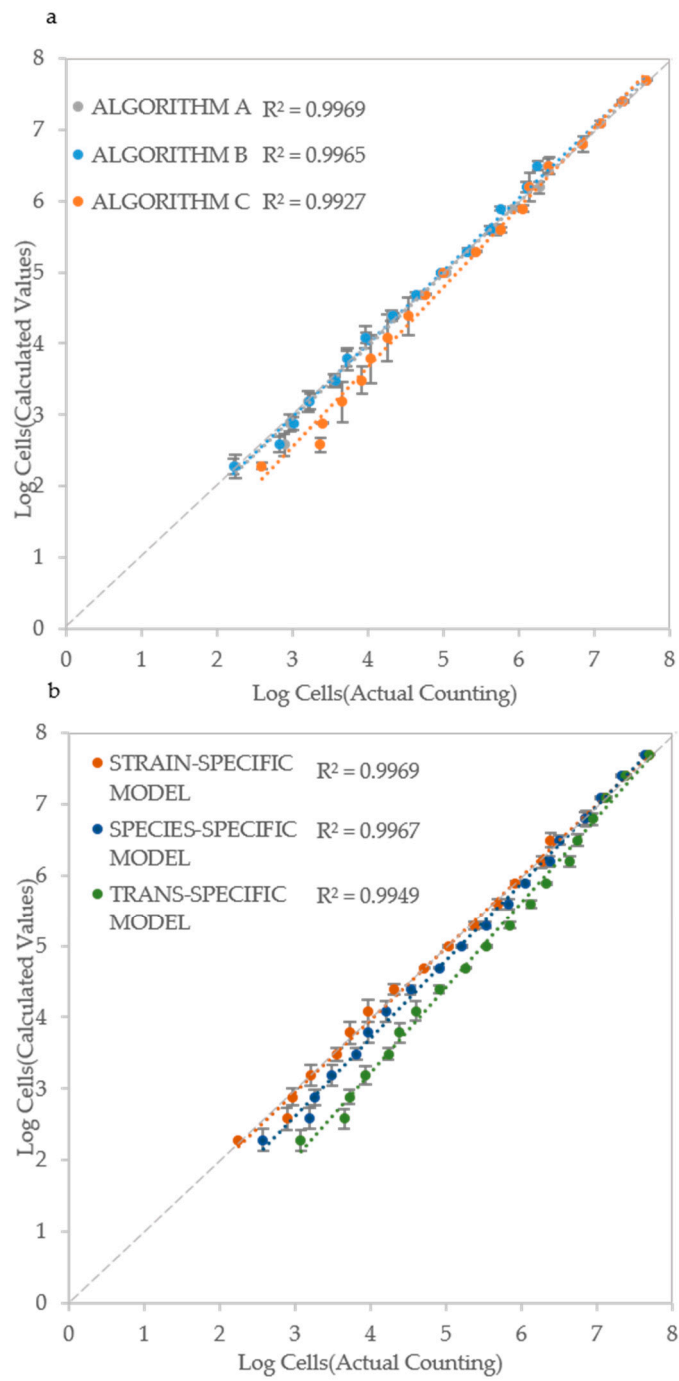 a
8
7
6
5
4
3
2
1
0
Log Cells(Calculated Values)
ALGORITHM A R² = 0.9969
ALGORITHM B R² = 0.9965
ALGORITHM C R² = 0.9927
0 1 2 3 4 5 6 7 8
Log Cells(Actual Counting)
b
8
7
6
5
4
3
2
1
0
Log Cells(Calculated Values)
STRAIN-SPECIFIC R² = 0.9969
MODEL
SPECIES-SPECIFIC R² = 0.9967
MODEL
TRANS-SPECIFIC R² = 0.9949
MODEL
0 1 2 3 4 5 6 7 8
Log Cells(Actual Counting)